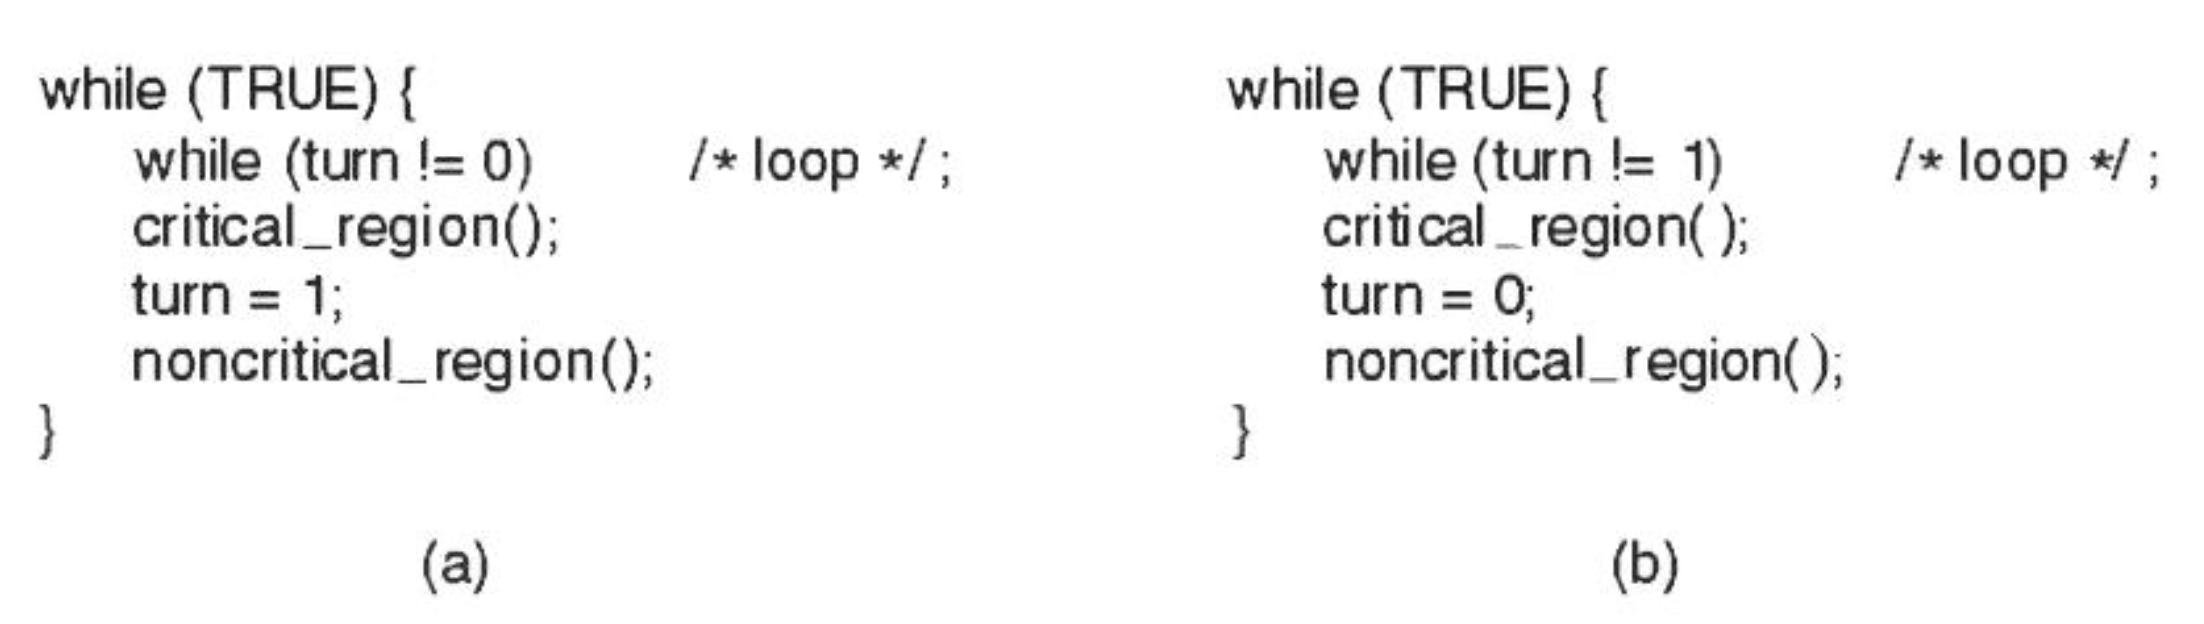 while (TRUE) {
    while (turn != 0)        /* loop */ ;
    critical_region();
    turn = 1;
    noncritical_region();
}
(a)
while (TRUE) {
    while (turn != 1)        /* loop */ ;
    critical_region( );
    turn = 0;
    noncritical_region( );
}
(b)